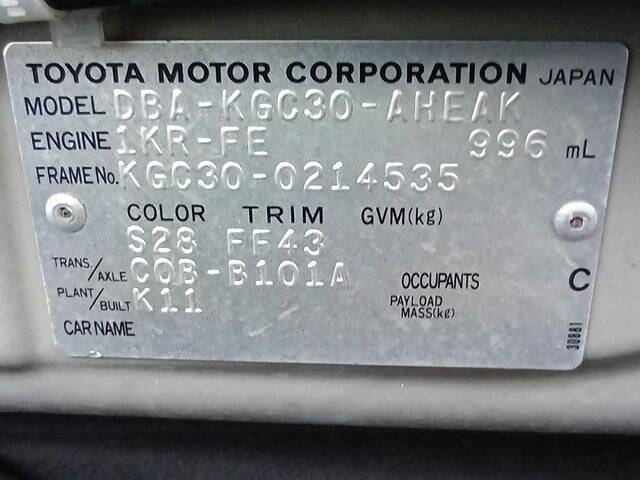 TOYOTA MOTOR CORPORATION JAPAN
MODEL DBA-KGC30-AHEAK
ENGINE 1KR-FE 996 mL
FRAME No. KGC30-0214535
COLOR TRIM GVM(kg)
S28 FF43
TRANS./AXLE C0B-B101A OCCUPANTS C
PLANT/BUILT K11 PAYLOAD MASS(kg)
CAR NAME
30881